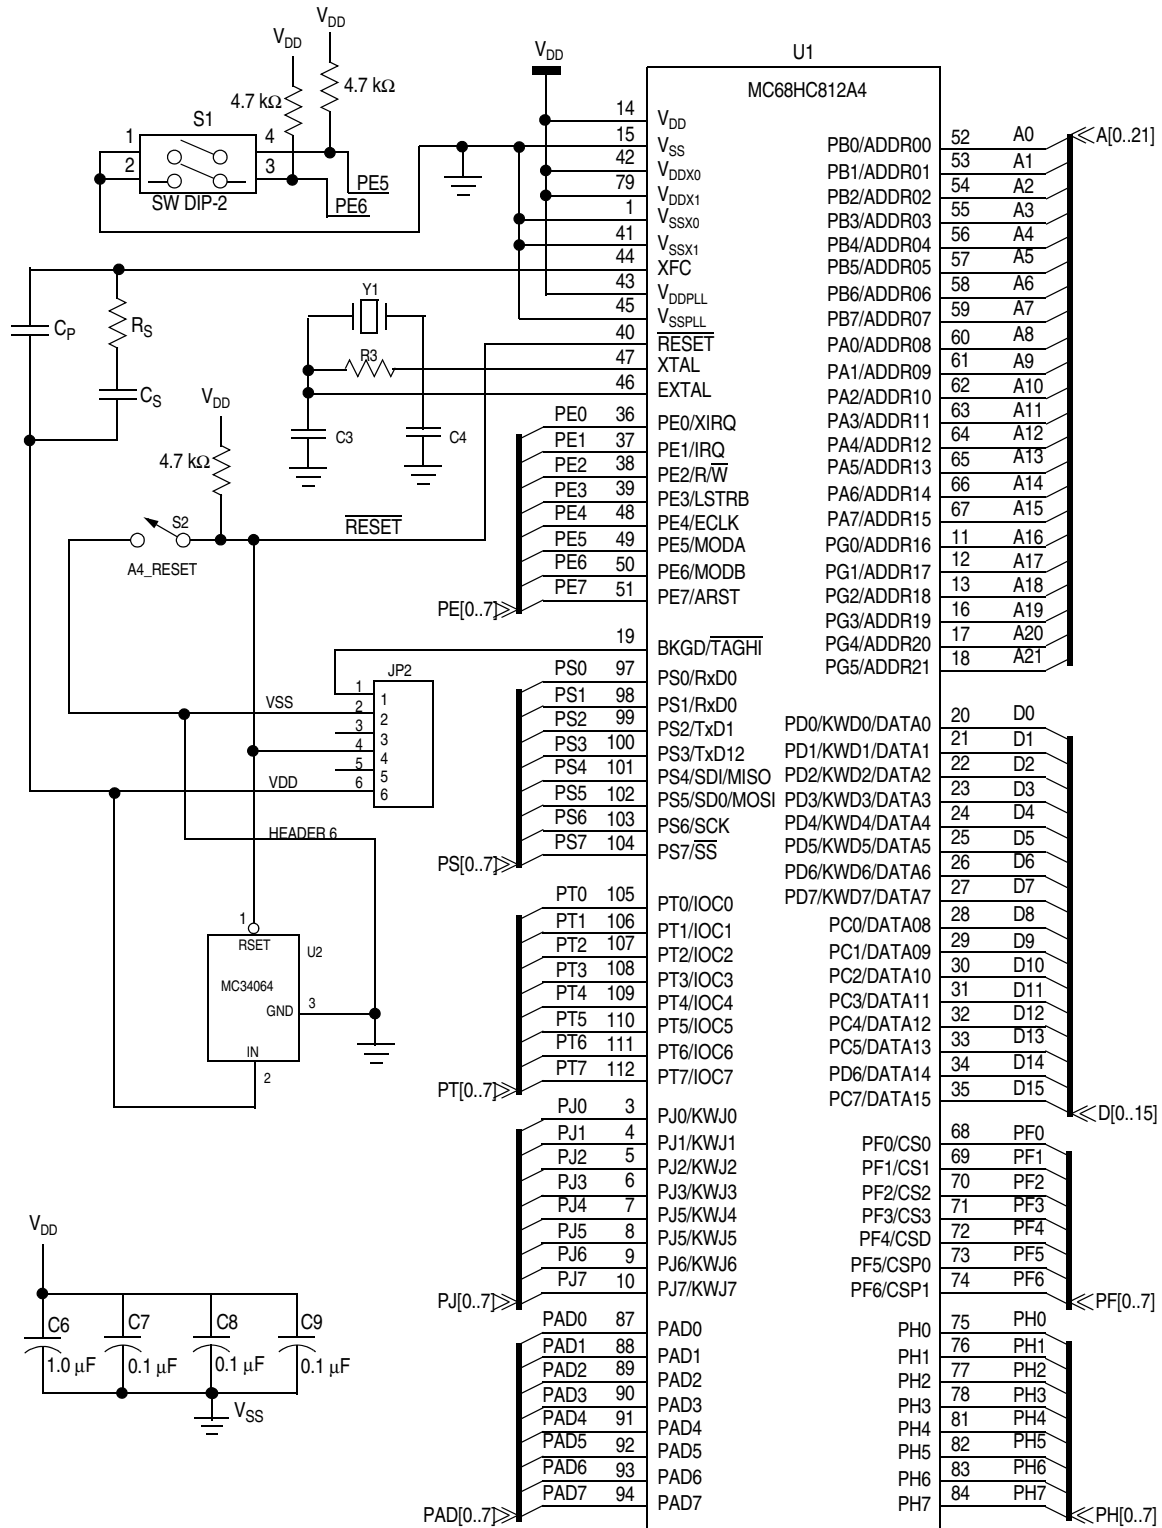 VDD
VDD
4.7 kΩ
4.7 kΩ
S1
1
2
4
3
SW DIP-2
PE5
PE6
CP
RS
CS
VDD
4.7 kΩ
S2
A4_RESET
RESET
Y1
R3
C3
C4
VDD
U1
MC68HC812A4
14 VDD
15 VSS
42 VDDX0
79 VDDX1
1 VSSX0
41 VSSX1
44 XFC
43 VDDPLL
45 VSSPLL
40 RESET
47 XTAL
46 EXTAL
PE0 36 PE0/XIRQ
PE1 37 PE1/IRQ
PE2 38 PE2/R/W
PE3 39 PE3/LSTRB
PE4 48 PE4/ECLK
PE5 49 PE5/MODA
PE6 50 PE6/MODB
PE7 51 PE7/ARST
PE[0..7]
19 BKGD/TAGHI
JP2
1 1
VSS 2 2
3 3
4 4
5 5
VDD 6 6
HEADER 6
1
RSET
U2
MC34064
GND 3
IN
2
PS0 97 PS0/RxD0
PS1 98 PS1/RxD0
PS2 99 PS2/TxD1
PS3 100 PS3/TxD12
PS4 101 PS4/SDI/MISO
PS5 102 PS5/SD0/MOSI
PS6 103 PS6/SCK
PS7 104 PS7/SS
PS[0..7]
PT0 105 PT0/IOC0
PT1 106 PT1/IOC1
PT2 107 PT2/IOC2
PT3 108 PT3/IOC3
PT4 109 PT4/IOC4
PT5 110 PT5/IOC5
PT6 111 PT6/IOC6
PT7 112 PT7/IOC7
PT[0..7]
PJ0 3 PJ0/KWJ0
PJ1 4 PJ1/KWJ1
PJ2 5 PJ2/KWJ2
PJ3 6 PJ3/KWJ3
PJ4 7 PJ5/KWJ4
PJ5 8 PJ5/KWJ5
PJ6 9 PJ6/KWJ6
PJ7 10 PJ7/KWJ7
PJ[0..7]
PAD0 87 PAD0
PAD1 88 PAD1
PAD2 89 PAD2
PAD3 90 PAD3
PAD4 91 PAD4
PAD5 92 PAD5
PAD6 93 PAD6
PAD7 94 PAD7
PAD[0..7]
VDD
C6
1.0 µF
C7
0.1 µF
C8
0.1 µF
C9
0.1 µF
VSS
PB0/ADDR00 52 A0
A[0..21]
PB1/ADDR01 53 A1
PB2/ADDR02 54 A2
PB3/ADDR03 55 A3
PB4/ADDR04 56 A4
PB5/ADDR05 57 A5
PB6/ADDR06 58 A6
PB7/ADDR07 59 A7
PA0/ADDR08 60 A8
PA1/ADDR09 61 A9
PA2/ADDR10 62 A10
PA3/ADDR11 63 A11
PA4/ADDR12 64 A12
PA5/ADDR13 65 A13
PA6/ADDR14 66 A14
PA7/ADDR15 67 A15
PG0/ADDR16 11 A16
PG1/ADDR17 12 A17
PG2/ADDR18 13 A18
PG3/ADDR19 16 A19
PG4/ADDR20 17 A20
PG5/ADDR21 18 A21
PD0/KWD0/DATA0 20 D0
PD1/KWD1/DATA1 21 D1
PD2/KWD2/DATA2 22 D2
PD3/KWD3/DATA3 23 D3
PD4/KWD4/DATA4 24 D4
PD5/KWD5/DATA5 25 D5
PD6/KWD6/DATA6 26 D6
PD7/KWD7/DATA7 27 D7
PC0/DATA08 28 D8
PC1/DATA09 29 D9
PC2/DATA10 30 D10
PC3/DATA11 31 D11
PC4/DATA12 32 D12
PC5/DATA13 33 D13
PD6/DATA14 34 D14
PC7/DATA15 35 D15
D[0..15]
PF0/CS0 68 PF0
PF1/CS1 69 PF1
PF2/CS2 70 PF2
PF3/CS3 71 PF3
PF4/CSD 72 PF4
PF5/CSP0 73 PF5
PF6/CSP1 74 PF6
PF[0..7]
PH0 75 PH0
PH1 76 PH1
PH2 77 PH2
PH3 78 PH3
PH4 81 PH4
PH5 82 PH5
PH6 83 PH6
PH7 84 PH7
PH[0..7]